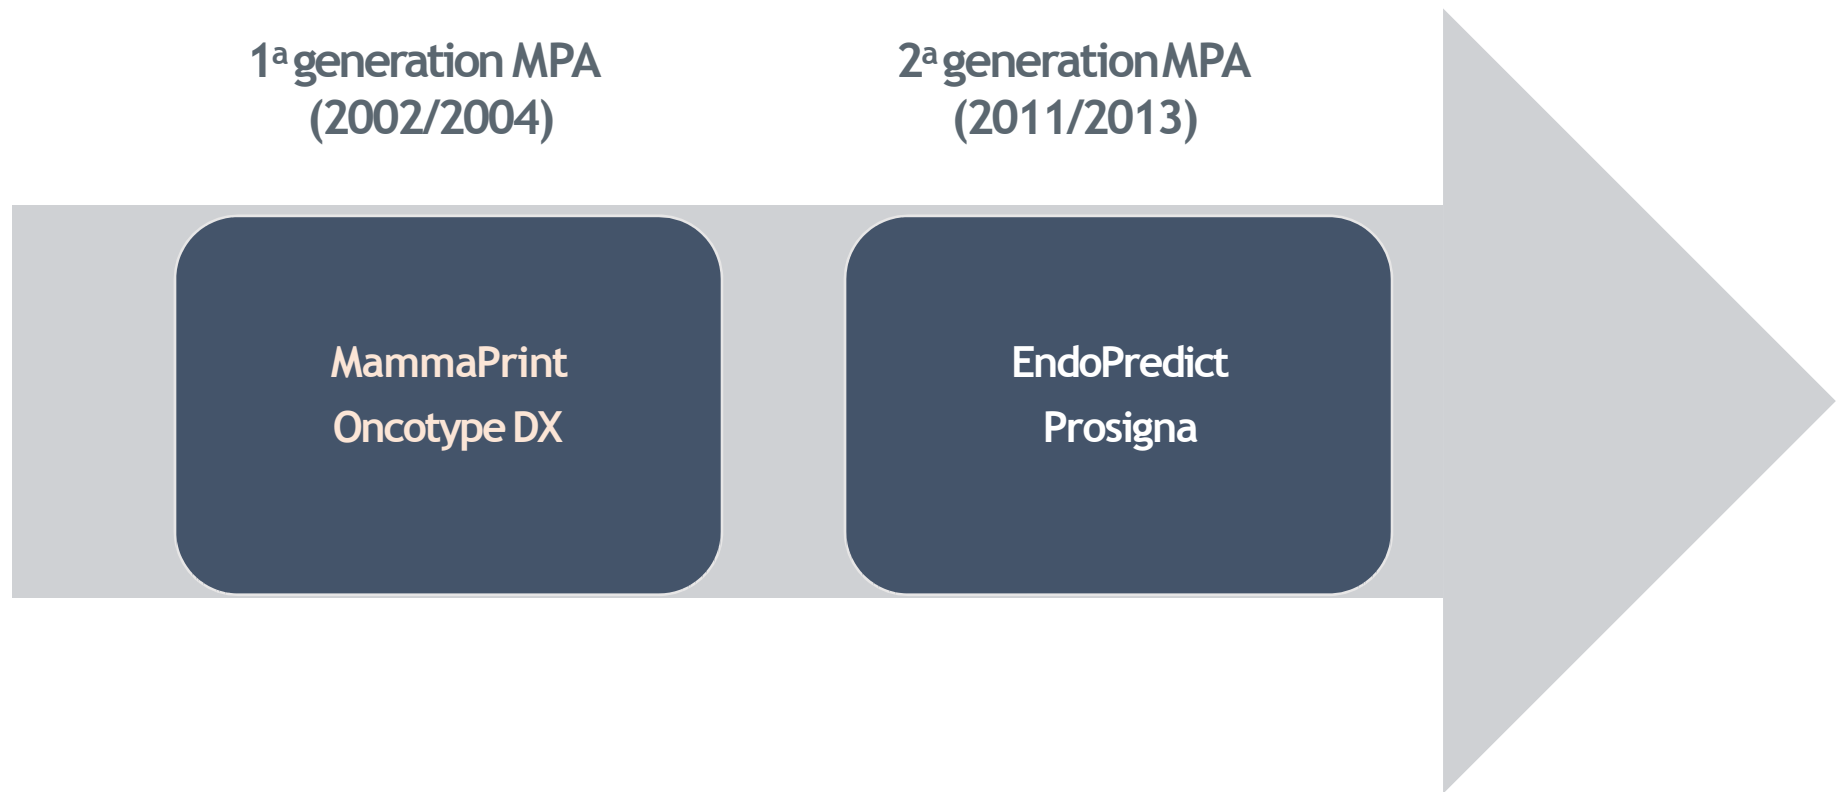 1ª generation MPA
(2002/2004)
2ª generation MPA
(2011/2013)
MammaPrint
Oncotype DX
EndoPredict
Prosigna